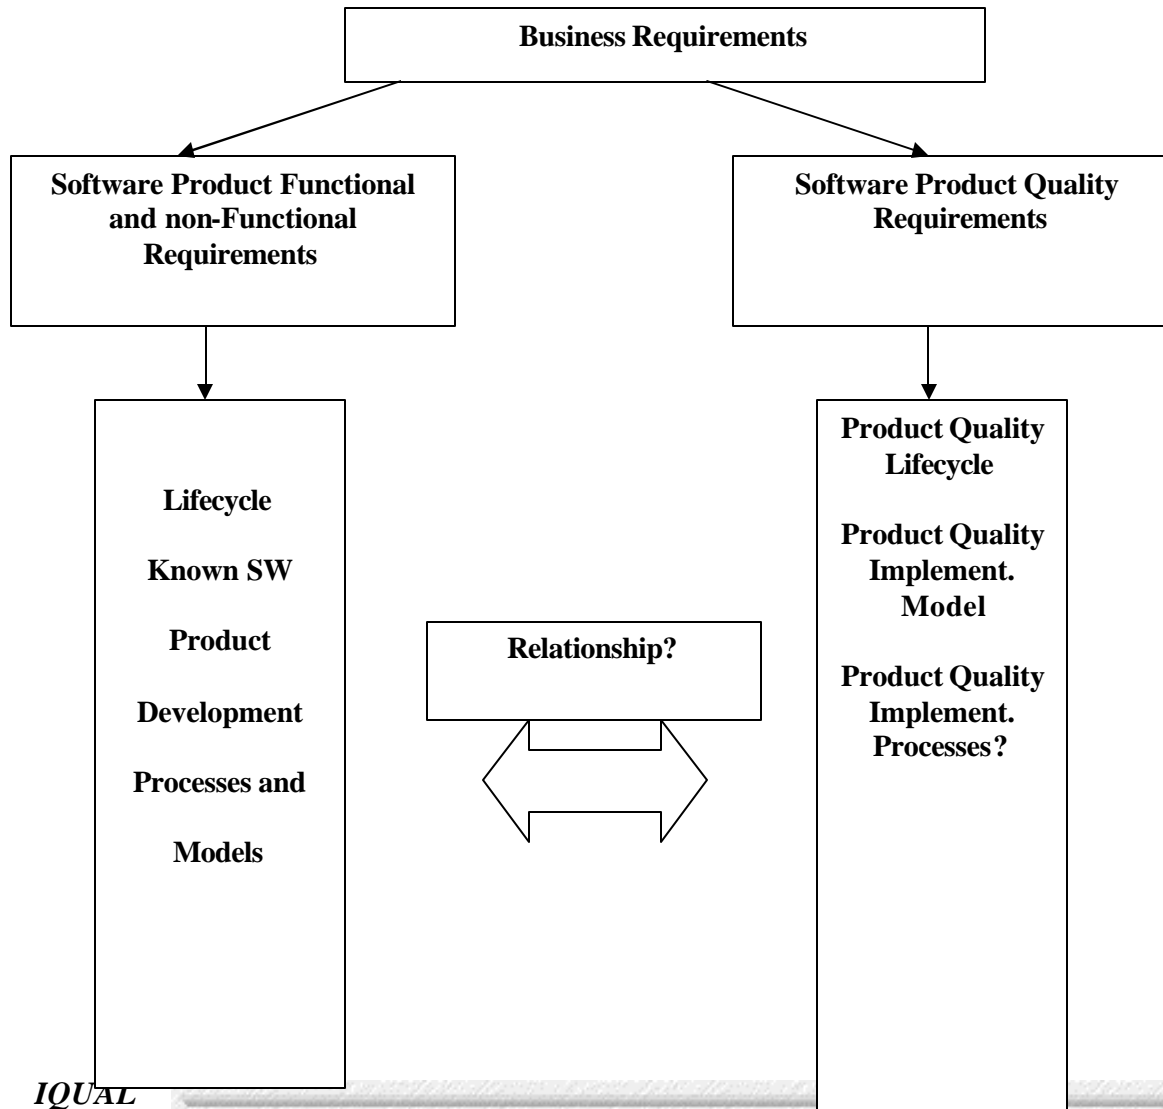 Business Requirements
Software Product Functional
and non-Functional
Requirements
Software Product Quality
Requirements
Lifecycle
Known SW
Product
Development
Processes and
Models
Relationship?
Product Quality
Lifecycle
Product Quality
Implement.
Model
Product Quality
Implement.
Processes?
IQUAL